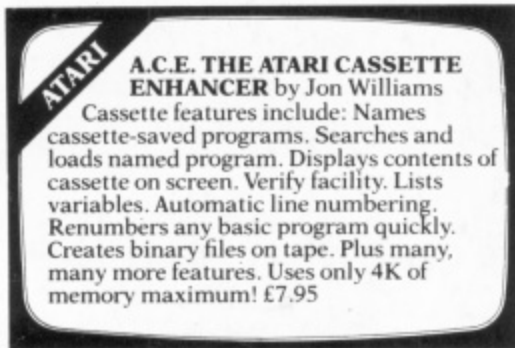 ATARI
A.C.E. THE ATARI CASSETTE
ENHANCER by Jon Williams
Cassette features include: Names
cassette-saved programs. Searches and
loads named program. Displays contents of
cassette on screen. Verify facility. Lists
variables. Automatic line numbering.
Renumbers any basic program quickly.
Creates binary files on tape. Plus many,
many more features. Uses only 4K of
memory maximum! £7.95